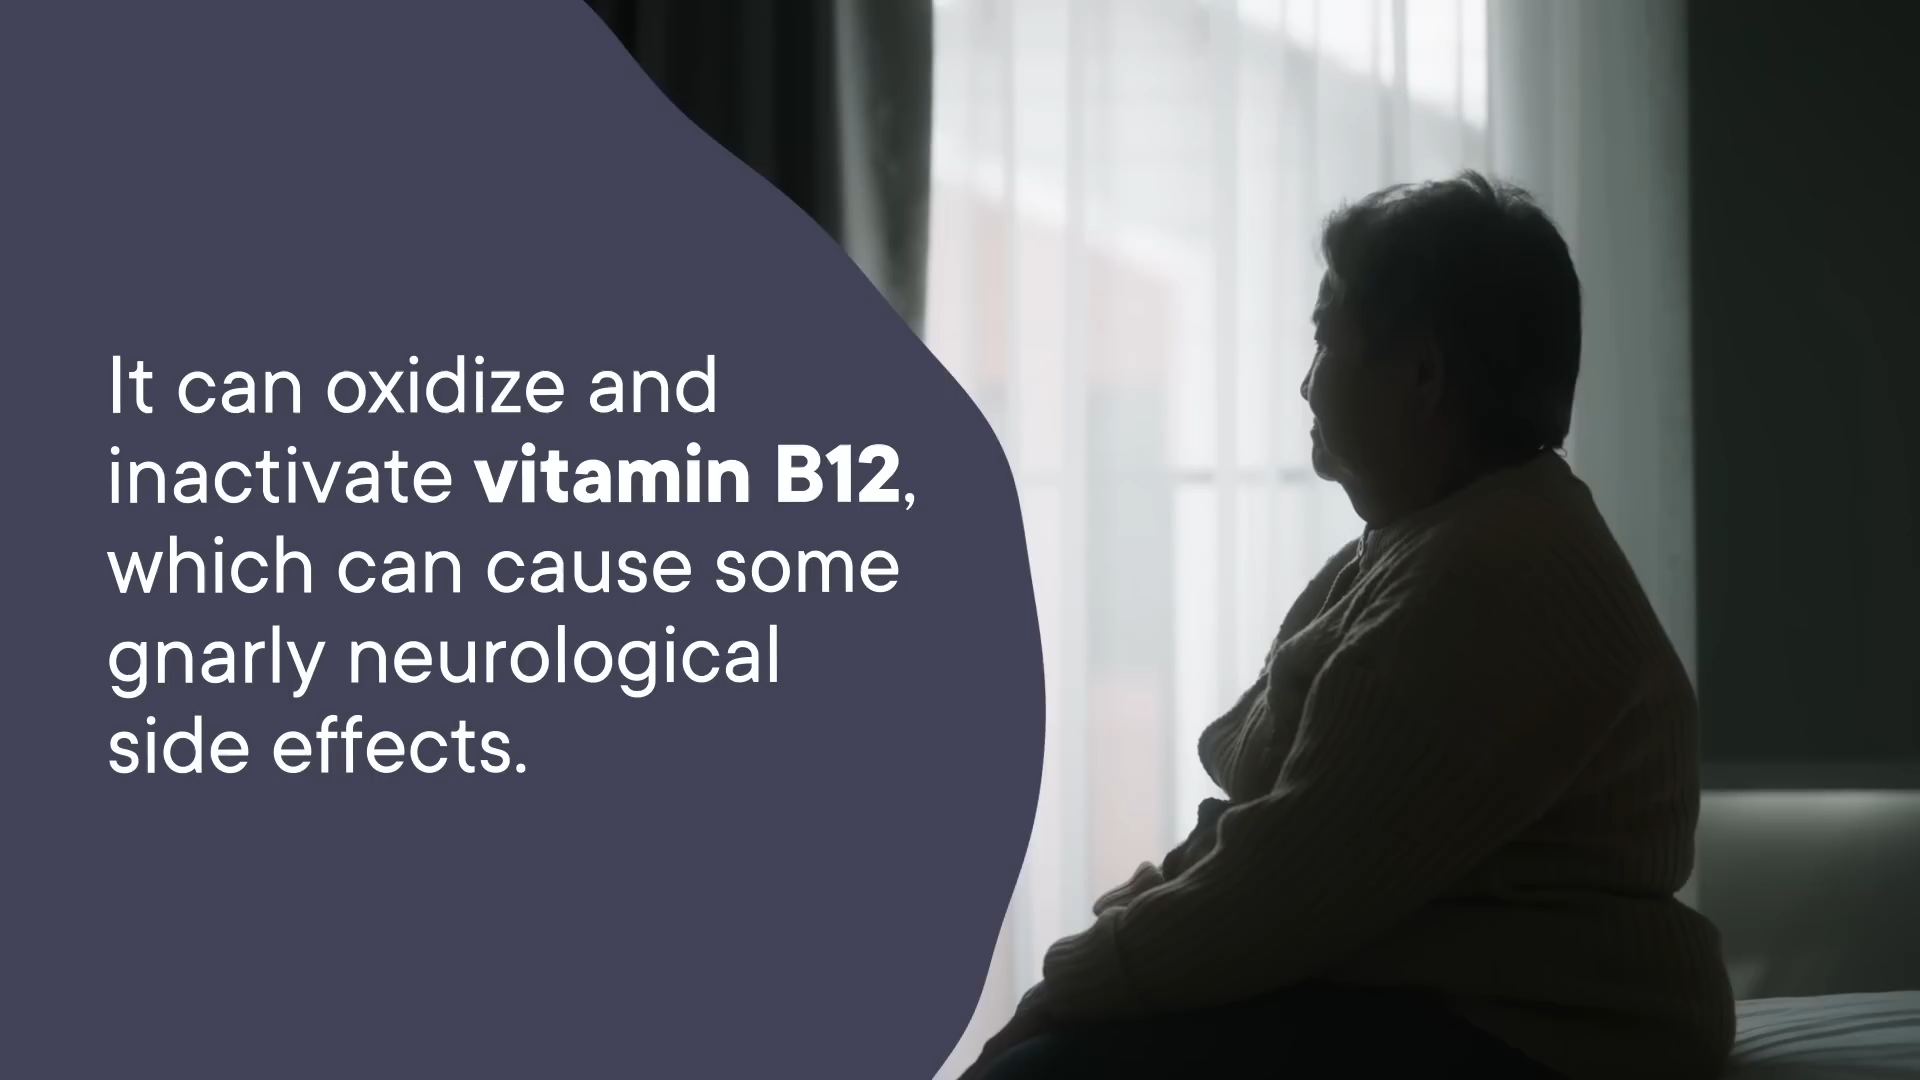 It can oxidize and
inactivate vitamin B12,
which can cause some
gnarly neurological
side effects.